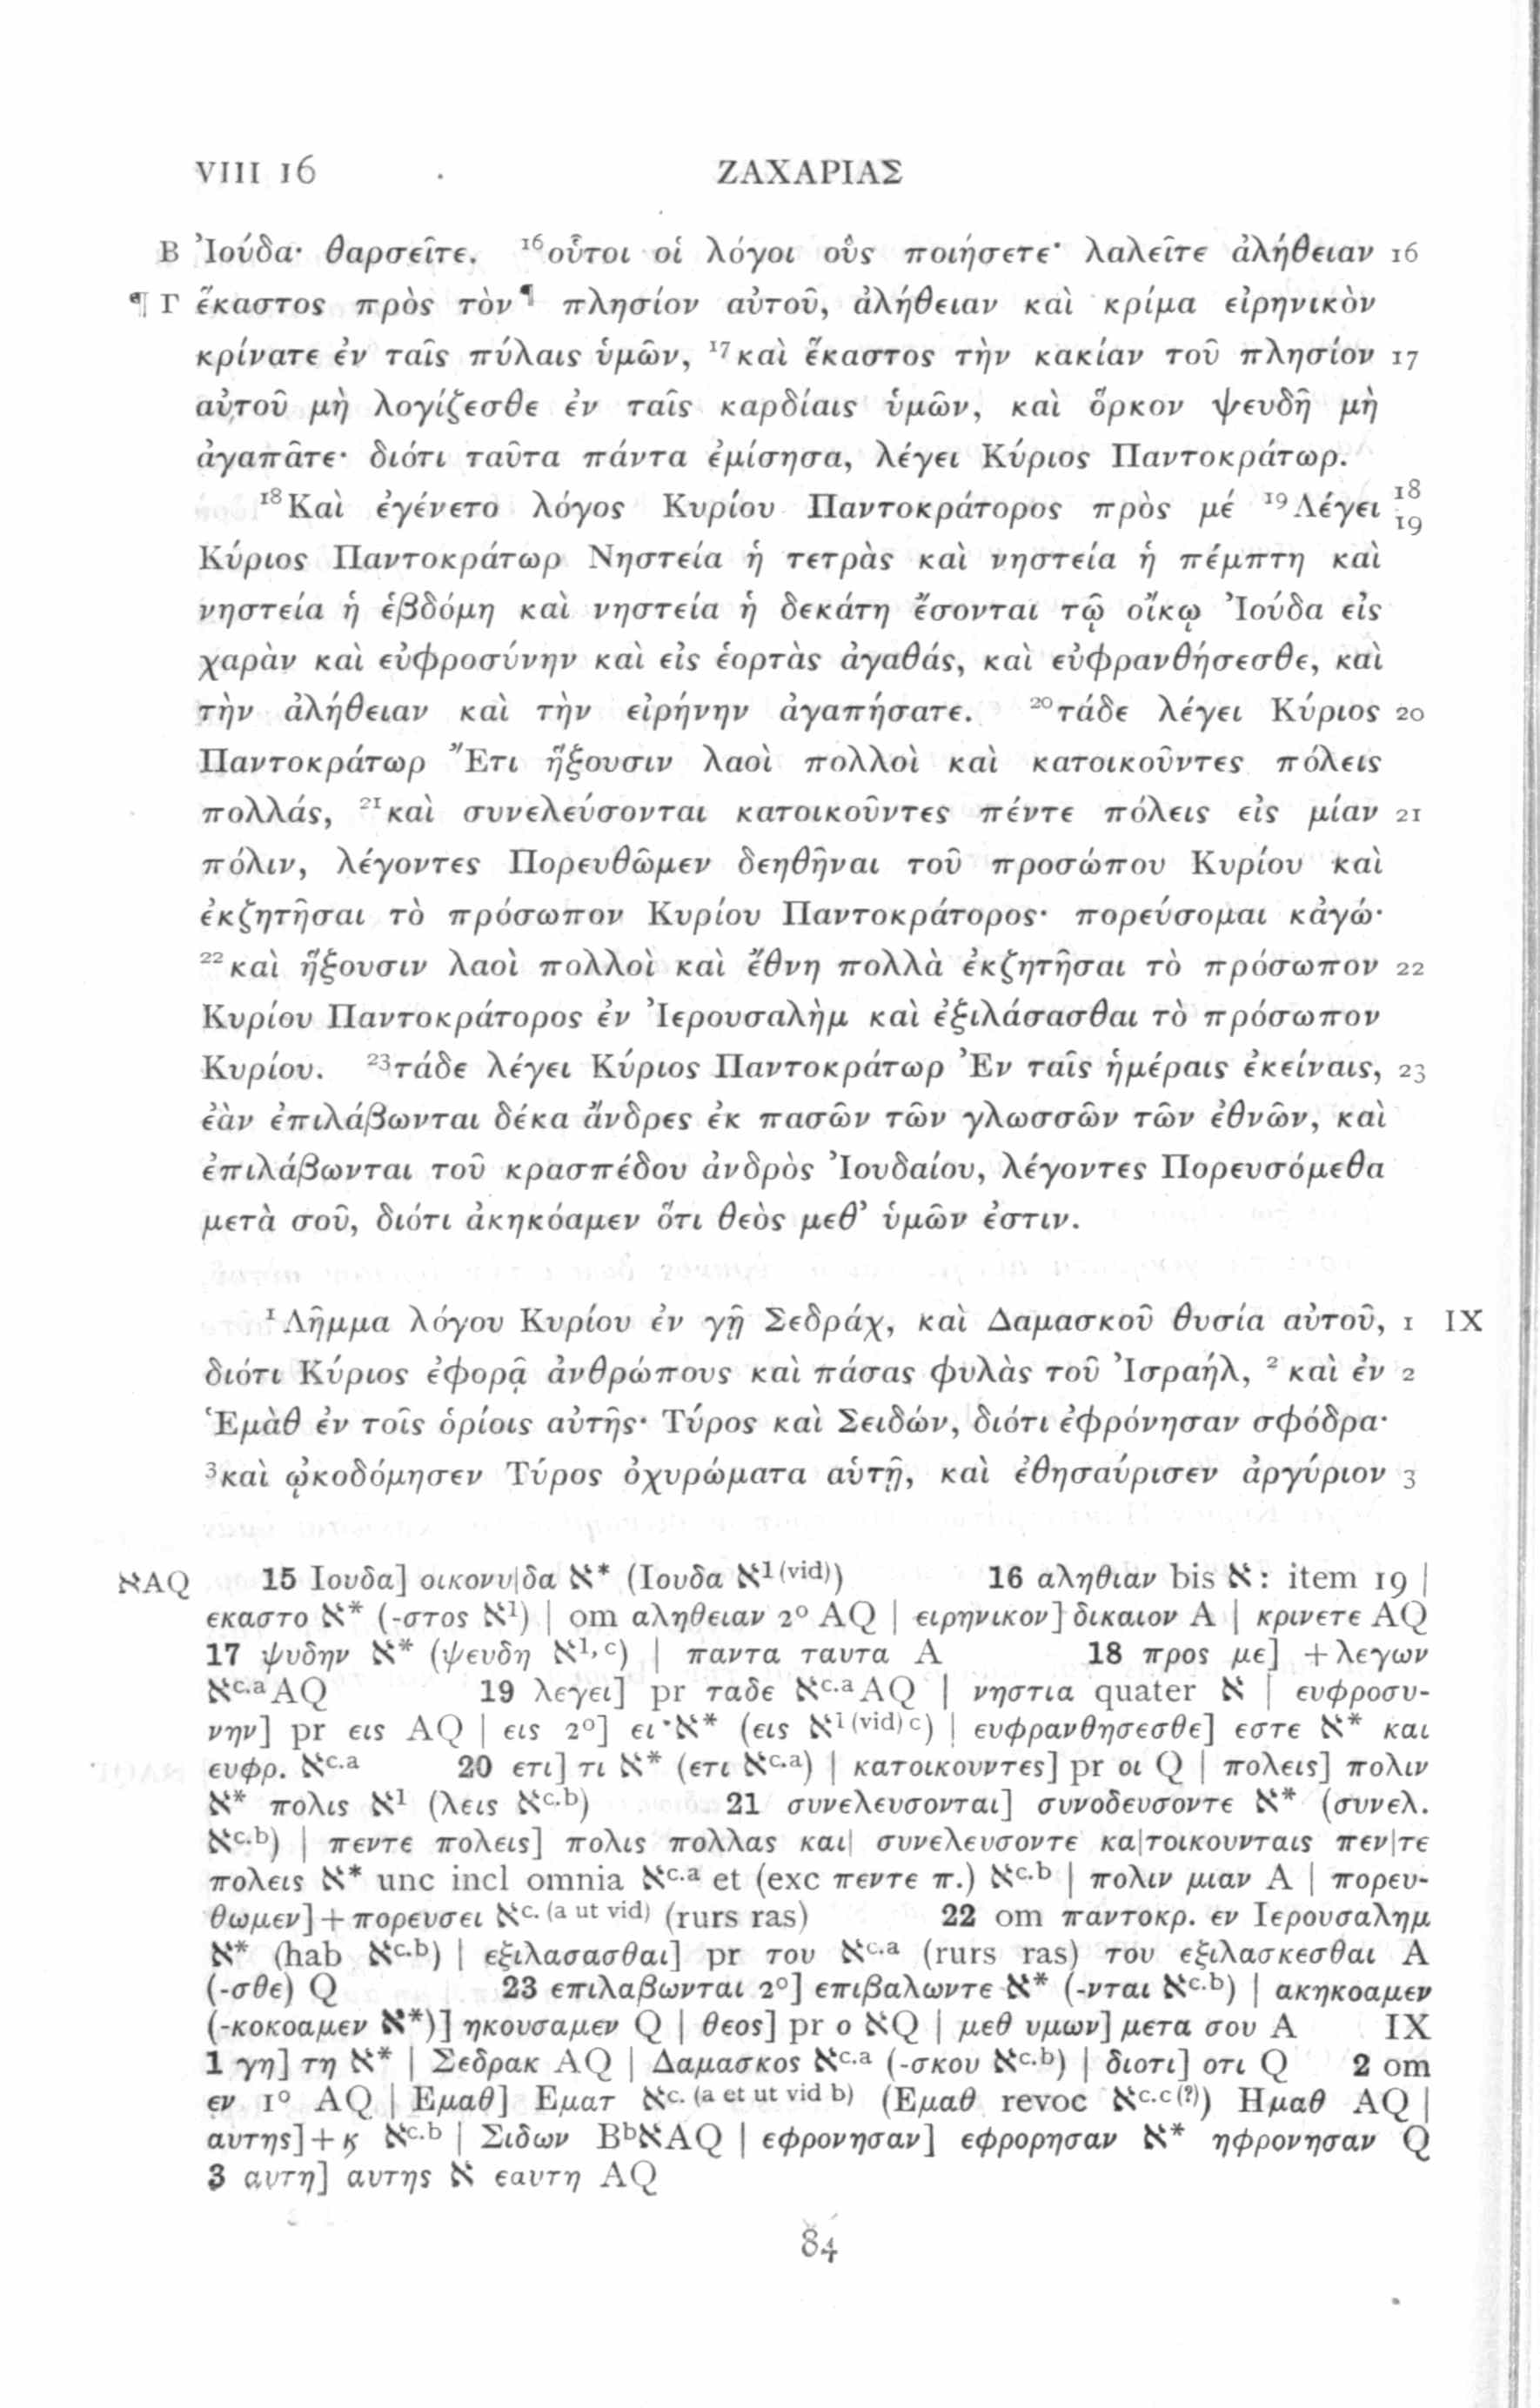 VIII 16 ΖΑΧΑΡΙΑΣ
B Ἰούδα· θαρσεῖτε. ¹⁶οὗτοι οἱ λόγοι οὓς ποιήσετε· λαλεῖτε ἀλήθειαν 16
¶ Γ ἕκαστος πρὸς τὸν¶ πλησίον αὐτοῦ, ἀλήθειαν καὶ κρίμα εἰρηνικὸν
κρίνατε ἐν ταῖς πύλαις ὑμῶν, ¹⁷καὶ ἕκαστος τὴν κακίαν τοῦ πλησίον 17
αὐτοῦ μὴ λογίζεσθε ἐν ταῖς καρδίαις ὑμῶν, καὶ ὅρκον ψευδῆ μὴ
ἀγαπᾶτε· διότι ταῦτα πάντα ἐμίσησα, λέγει Κύριος Παντοκράτωρ.
¹⁸Καὶ ἐγένετο λόγος Κυρίου Παντοκράτορος πρὸς μέ ¹⁹Λέγει 18 19
Κύριος Παντοκράτωρ Νηστεία ἡ τετρὰς καὶ νηστεία ἡ πέμπτη καὶ
νηστεία ἡ ἑβδόμη καὶ νηστεία ἡ δεκάτη ἔσονται τῷ οἴκῳ Ἰούδα εἰς
χαρὰν καὶ εὐφροσύνην καὶ εἰς ἑορτὰς ἀγαθάς, καὶ εὐφρανθήσεσθε, καὶ
τὴν ἀλήθειαν καὶ τὴν εἰρήνην ἀγαπήσατε. ²⁰τάδε λέγει Κύριος 20
Παντοκράτωρ Ἔτι ἥξουσιν λαοὶ πολλοὶ καὶ κατοικοῦντες πόλεις
πολλάς, ²¹καὶ συνελεύσονται κατοικοῦντες πέντε πόλεις εἰς μίαν 21
πόλιν, λέγοντες Πορευθῶμεν δεηθῆναι τοῦ προσώπου Κυρίου καὶ
ἐκζητῆσαι τὸ πρόσωπον Κυρίου Παντοκράτορος· πορεύσομαι κἀγώ·
²²καὶ ἥξουσιν λαοὶ πολλοὶ καὶ ἔθνη πολλὰ ἐκζητῆσαι τὸ πρόσωπον 22
Κυρίου Παντοκράτορος ἐν Ἰερουσαλὴμ καὶ ἐξιλάσασθαι τὸ πρόσωπον
Κυρίου. ²³τάδε λέγει Κύριος Παντοκράτωρ Ἐν ταῖς ἡμέραις ἐκείναις, 23
ἐὰν ἐπιλάβωνται δέκα ἄνδρες ἐκ πασῶν τῶν γλωσσῶν τῶν ἐθνῶν, καὶ
ἐπιλάβωνται τοῦ κρασπέδου ἀνδρὸς Ἰουδαίου, λέγοντες Πορευσόμεθα
μετὰ σοῦ, διότι ἀκηκόαμεν ὅτι θεὸς μεθ’ ὑμῶν ἐστιν.
¹Λῆμμα λόγου Κυρίου ἐν γῇ Σεδράχ, καὶ Δαμασκοῦ θυσία αὐτοῦ, 1 IX
διότι Κύριος ἐφορᾷ ἀνθρώπους καὶ πάσας φυλὰς τοῦ Ἰσραήλ, ²καὶ ἐν 2
Ἑμὰθ ἐν τοῖς ὁρίοις αὐτῆς· Τύρος καὶ Σειδών, διότι ἐφρόνησαν σφόδρα·
³καὶ ᾠκοδόμησεν Τύρος ὀχυρώματα αὑτῇ, καὶ ἐθησαύρισεν ἀργύριον 3
ℵAQ 15 Ιουδα] οικονυ|δα ℵ* (Ιουδα ℵ¹⁽ᵛⁱᵈ⁾) 16 αληθιαν bis ℵ: item 19 |
εκαστο ℵ* (-στος ℵ¹) | om αληθειαν 2° AQ | ειρηνικον] δικαιον A | κρινετε AQ
17 ψυδην ℵ* (ψευδη ℵ¹,ᶜ) | παντα ταυτα A 18 προς με] + λεγων
ℵᶜ·ᵃAQ 19 λεγει] pr ταδε ℵᶜ·ᵃAQ | νηστια quater ℵ | ευφροσυ-
νην] pr εις AQ | εις 2°] ει·ℵ* (εις ℵ¹⁽ᵛⁱᵈ⁾ᶜ) | ευφρανθησεσθε] εστε ℵ* και
ευφρ. ℵᶜ·ᵃ 20 ετι] τι ℵ* (ετι ℵᶜ·ᵃ) | κατοικουντες] pr οι Q | πολεις] πολιν
ℵ* πολις ℵ¹ (λεις ℵᶜ·ᵇ) 21 συνελευσονται] συνοδευσοντε ℵ* (συνελ.
ℵᶜ·ᵇ) | πεντε πολεις] πολις πολλας και| συνελευσοντε κα|τοικουνταις πεν|τε
πολεις ℵ* unc incl omnia ℵᶜ·ᵃ et (exc πεντε π.) ℵᶜ·ᵇ | πολιν μιαν A | πορευ-
θωμεν] + πορευσει ℵᶜ· ⁽ᵃ ᵘᵗ ᵛⁱᵈ⁾ (rurs ras) 22 om παντοκρ. εν Ιερουσαλημ
ℵ* (hab ℵᶜ·ᵇ) | εξιλασασθαι] pr του ℵᶜ·ᵃ (rurs ras) του εξιλασκεσθαι A
(-σθε) Q 23 επιλαβωνται 2°] επιβαλωντε ℵ* (-νται ℵᶜ·ᵇ) | ακηκοαμεν
(-κοκοαμεν ℵ*)] ηκουσαμεν Q | θεος] pr ο ℵQ | μεθ υμων] μετα σου A IX
1 γη] τη ℵ* | Σεδρακ AQ | Δαμασκος ℵᶜ·ᵃ (-σκου ℵᶜ·ᵇ) | διοτι] οτι Q 2 om
εν 1° AQ | Εμαθ] Εματ ℵᶜ· ⁽ᵃ ᵉᵗ ᵘᵗ ᵛⁱᵈ ᵇ⁾ (Εμαθ revoc ℵᶜ·ᶜ⁽?⁾) Ημαθ AQ |
αυτης] + ϗ ℵᶜ·ᵇ | Σιδων BᵇℵAQ | εφρονησαν] εφρορησαν ℵ* ηφρονησαν Q
3 αυτη] αυτης ℵ εαυτη AQ
84